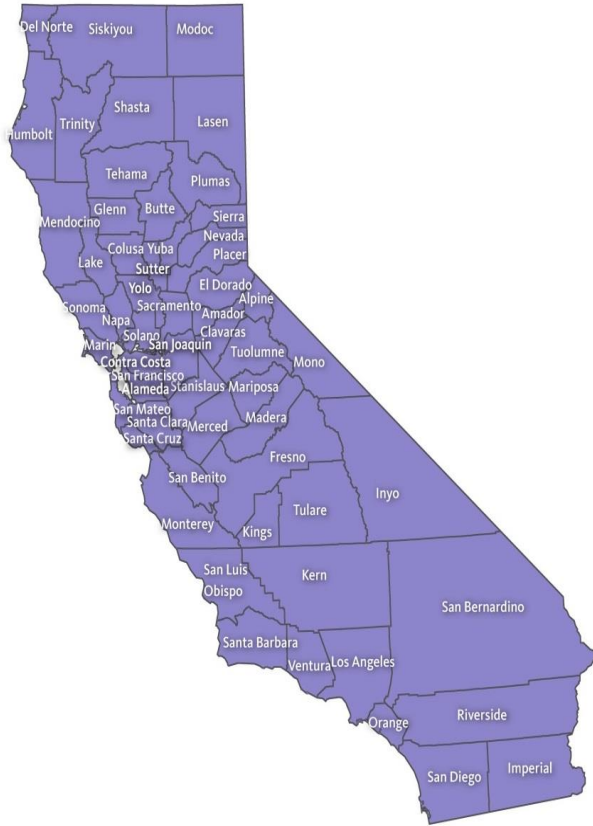 Del Norte
Siskiyou
Modoc
Humbolt
Trinity
Shasta
Lasen
Tehama
Plumas
Mendocino
Glenn
Butte
Sierra
Nevada
Lake
Colusa
Yuba
Placer
Sutter
Yolo
El Dorado
Sonoma
Sacramento
Alpine
Napa
Amador
Solano
Clavaras
Marin
San Joaquin
Tuolumne
Mono
Contra Costa
San Francisco
Alameda
Stanislaus
Mariposa
San Mateo
Santa Clara
Merced
Madera
Santa Cruz
Fresno
San Benito
Inyo
Tulare
Monterey
Kings
San Luis
Obispo
Kern
San Bernardino
Santa Barbara
Ventura
Los Angeles
Orange
Riverside
San Diego
Imperial